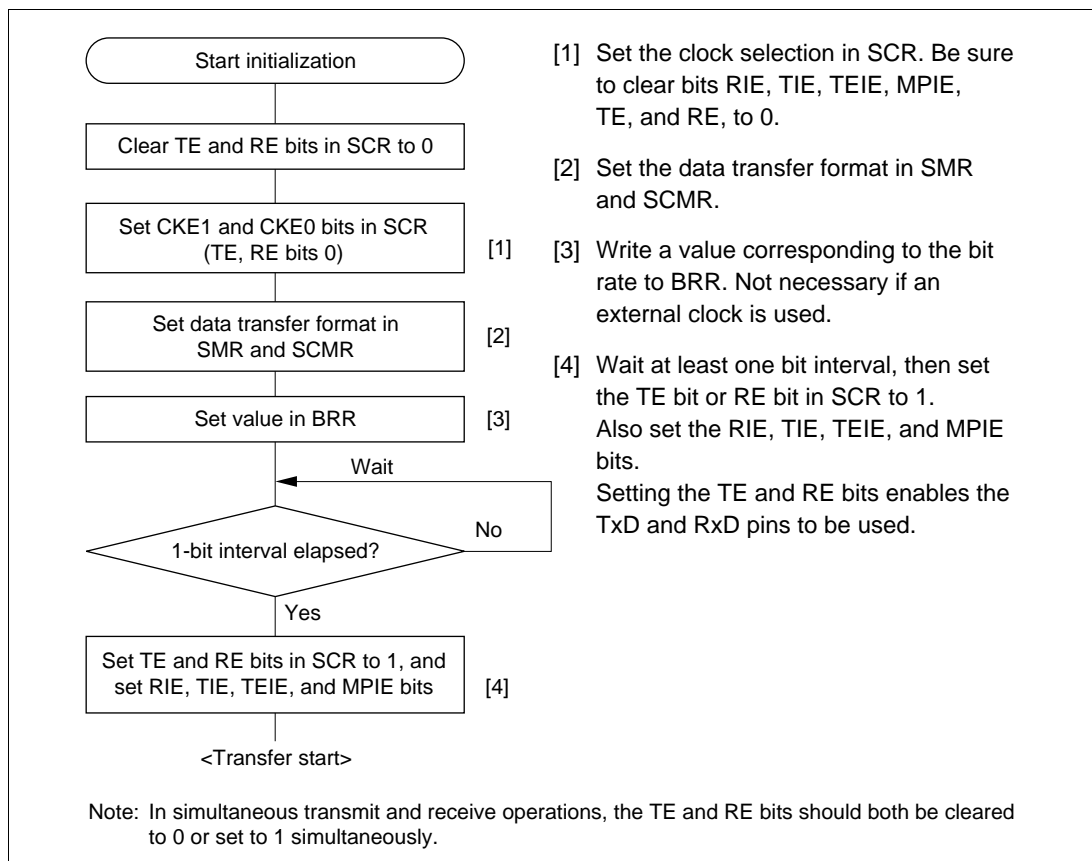 Start initialization
Clear TE and RE bits in SCR to 0
Set CKE1 and CKE0 bits in SCR
(TE, RE bits 0)
[1]
Set data transfer format in
SMR and SCMR
[2]
Set value in BRR
[3]
Wait
1-bit interval elapsed?
No
Yes
Set TE and RE bits in SCR to 1, and
set RIE, TIE, TEIE, and MPIE bits
[4]
<Transfer start>
[1] Set the clock selection in SCR. Be sure
to clear bits RIE, TIE, TEIE, MPIE,
TE, and RE, to 0.
[2] Set the data transfer format in SMR
and SCMR.
[3] Write a value corresponding to the bit
rate to BRR. Not necessary if an
external clock is used.
[4] Wait at least one bit interval, then set
the TE bit or RE bit in SCR to 1.
Also set the RIE, TIE, TEIE, and MPIE
bits.
Setting the TE and RE bits enables the
TxD and RxD pins to be used.
Note: In simultaneous transmit and receive operations, the TE and RE bits should both be cleared
to 0 or set to 1 simultaneously.